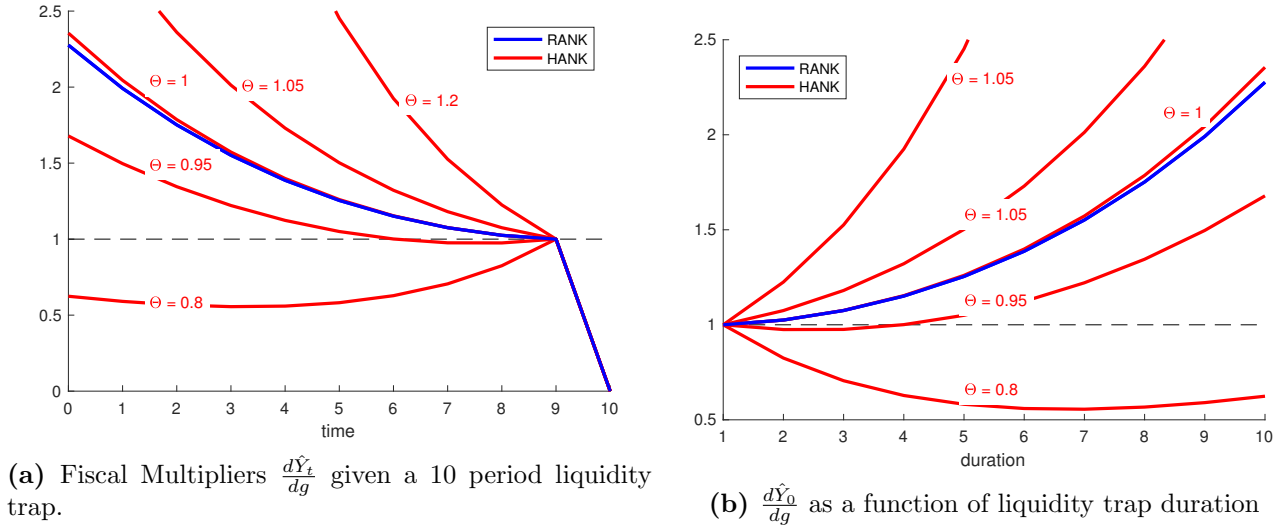 2.5
2
1.5
1
0.5
0
0 1 2 3 4 5 6 7 8 9 10
time
RANK
HANK
Θ = 1
Θ = 1.05
Θ = 1.2
Θ = 0.95
Θ = 0.8
(a) Fiscal Multipliers dŶ_t/dg given a 10 period liquidity
trap.
2.5
2
1.5
1
0.5
1 2 3 4 5 6 7 8 9 10
duration
RANK
HANK
Θ = 1.05
Θ = 1
Θ = 1.05
Θ = 0.95
Θ = 0.8
(b) dŶ_0/dg as a function of liquidity trap duration